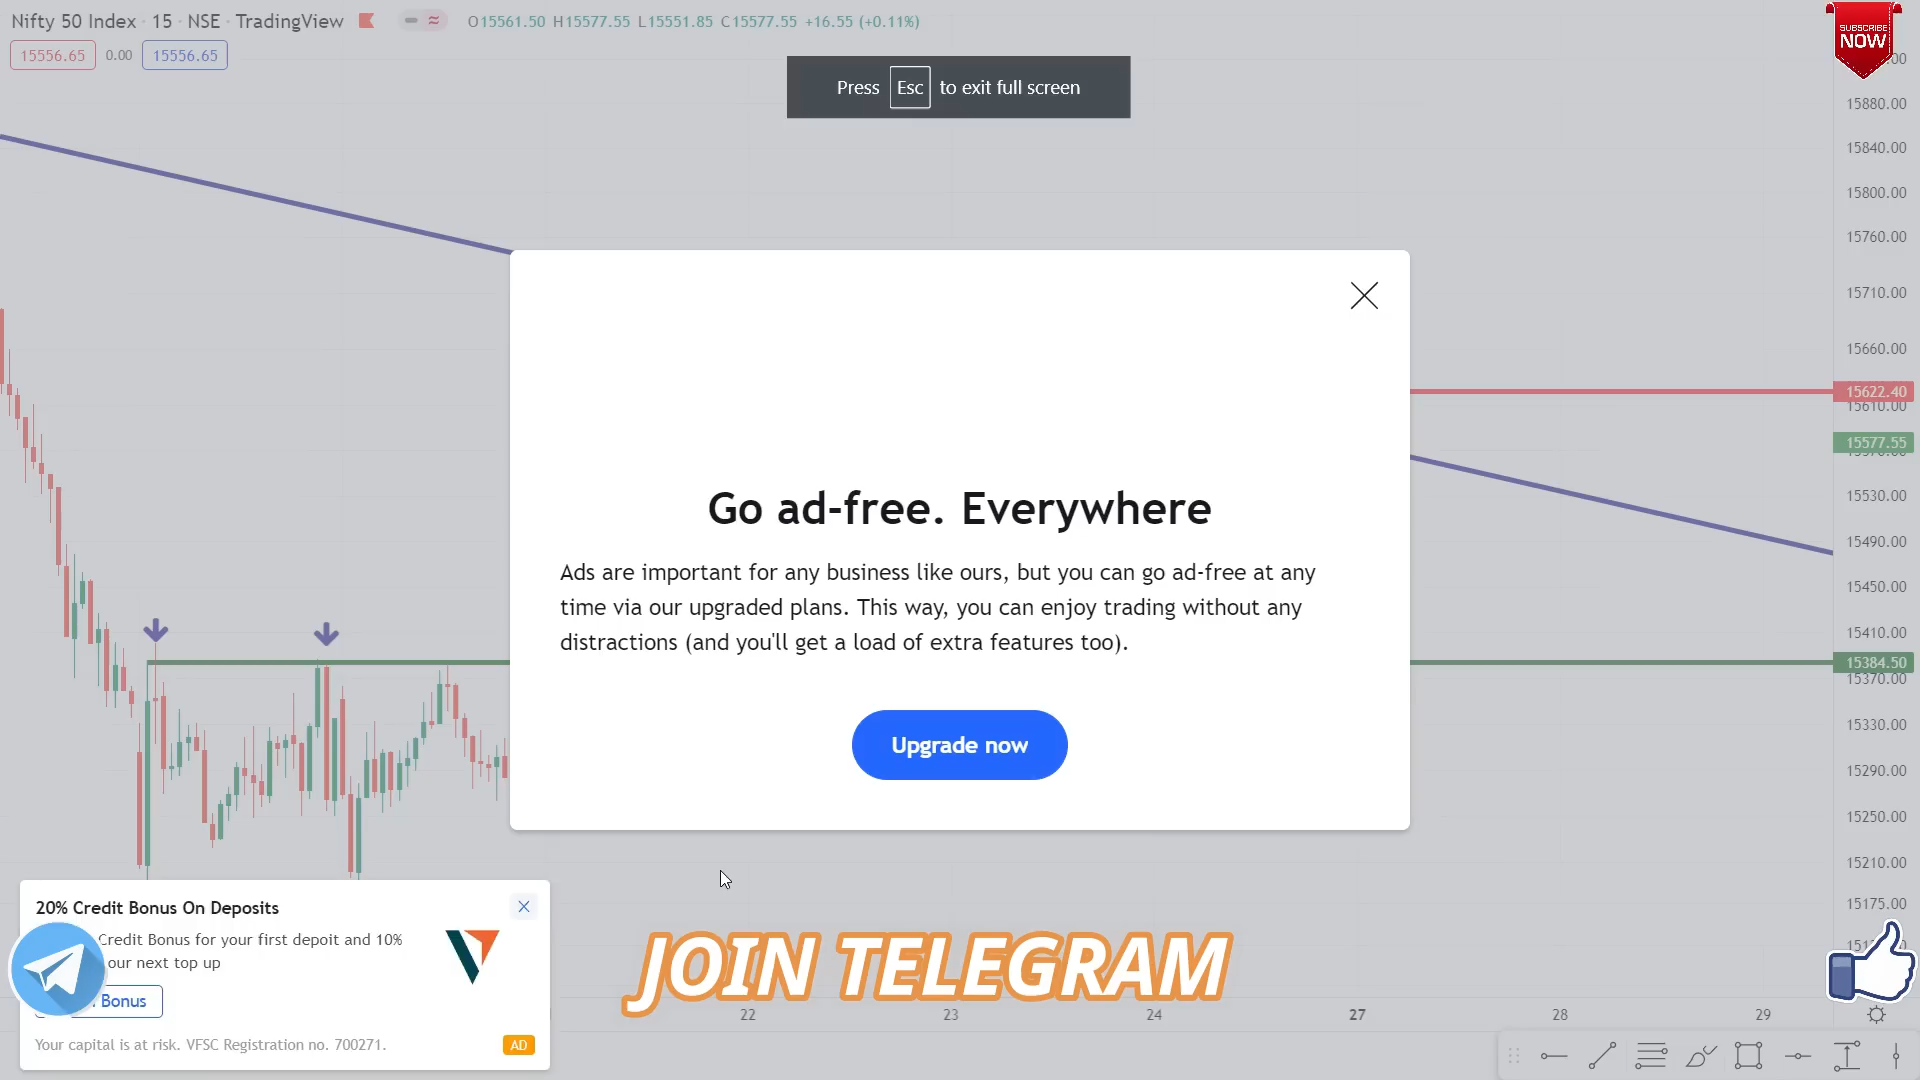 Nifty 50 Index · 15 · NSE · TradingView
O15561.50 H15577.55 L15551.85 C15577.55 +16.55 (+0.11%)
15556.65 0.00 15556.65
SUBSCRIBE
NOW
Press Esc to exit full screen
15880.00
15840.00
15800.00
15760.00
15710.00
15660.00
15622.40
15610.00
15577.55
15530.00
15490.00
15450.00
15410.00
15384.50
15370.00
15330.00
15290.00
15250.00
15210.00
15175.00
Go ad-free. Everywhere
Ads are important for any business like ours, but you can go ad-free at any
time via our upgraded plans. This way, you can enjoy trading without any
distractions (and you'll get a load of extra features too).
Upgrade now
20% Credit Bonus On Deposits
Credit Bonus for your first depoit and 10%
our next top up
Bonus
Your capital is at risk. VFSC Registration no. 700271.
AD
JOIN TELEGRAM
22 23 24 27 28 29